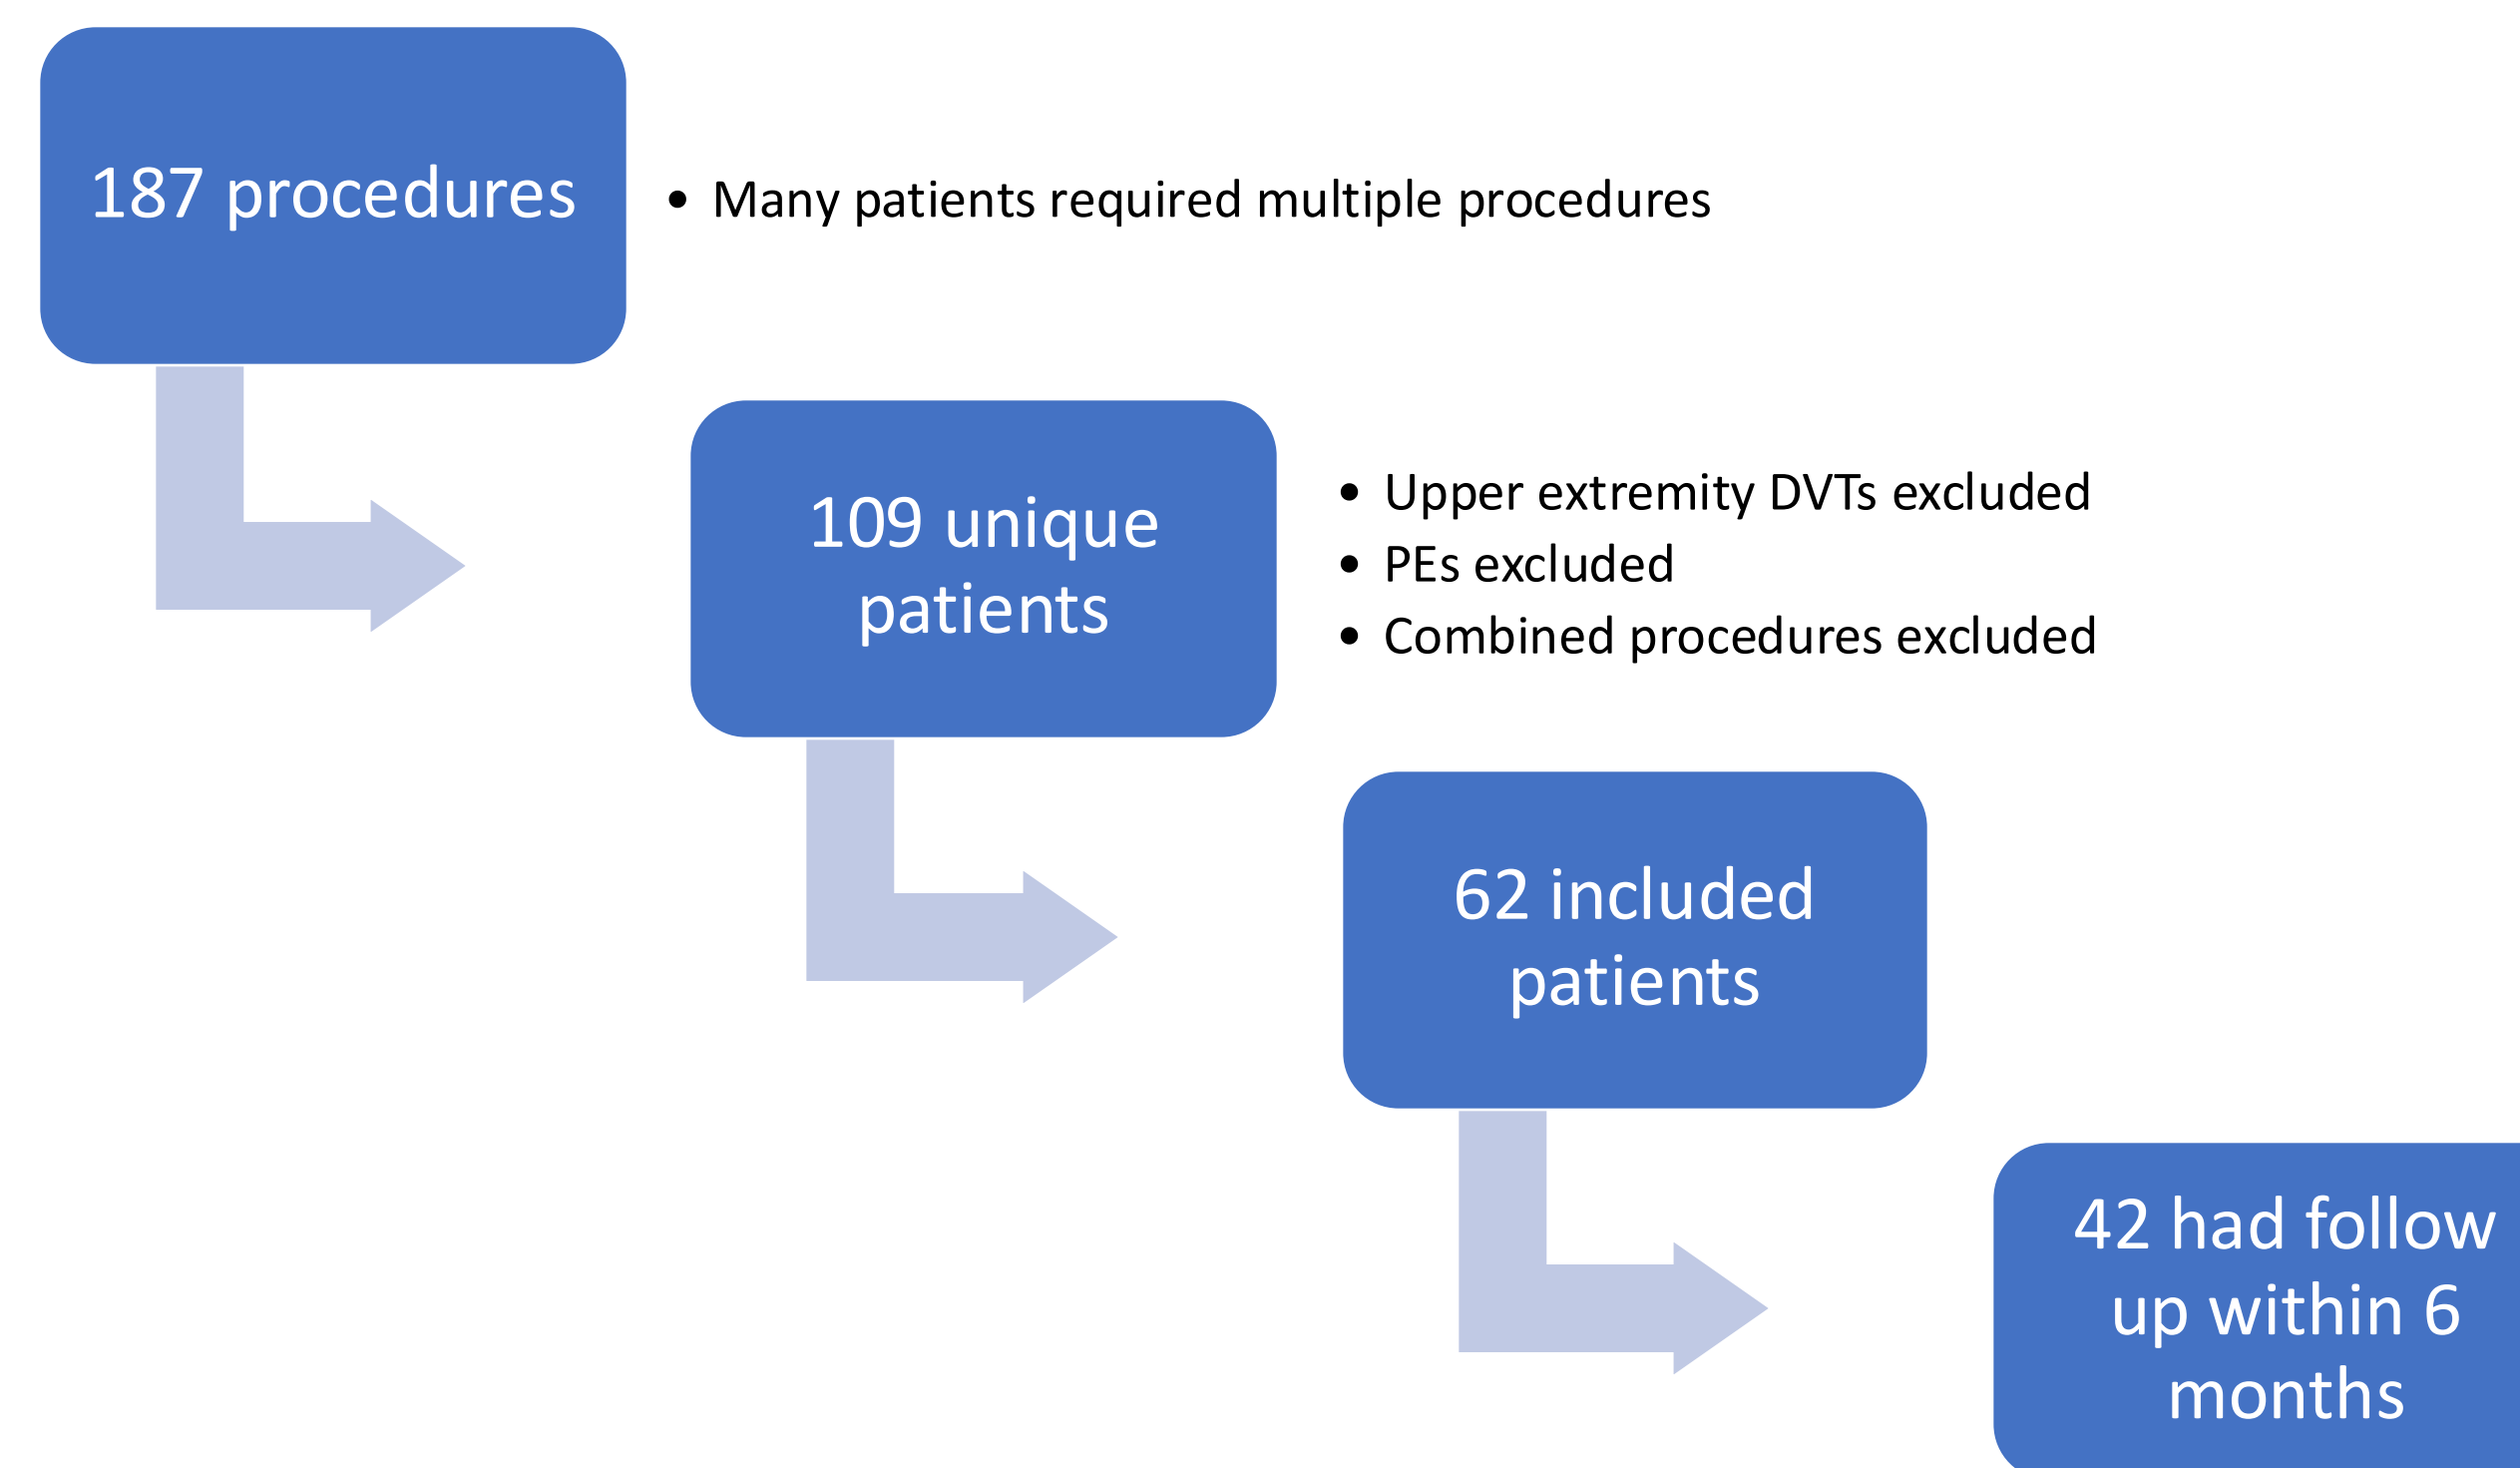 187 procedures
• Many patients required multiple procedures
109 unique
patients
• Upper extremity DVTs excluded
• PEs excluded
• Combined procedures excluded
62 included
patients
42 had follow
up within 6
months